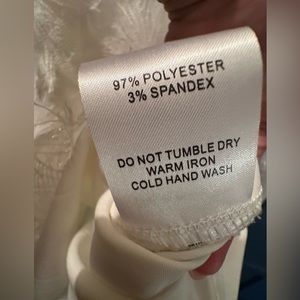 97% POLYESTER
3% SPANDEX
DO NOT TUMBLE DRY
WARM IRON
COLD HAND WASH